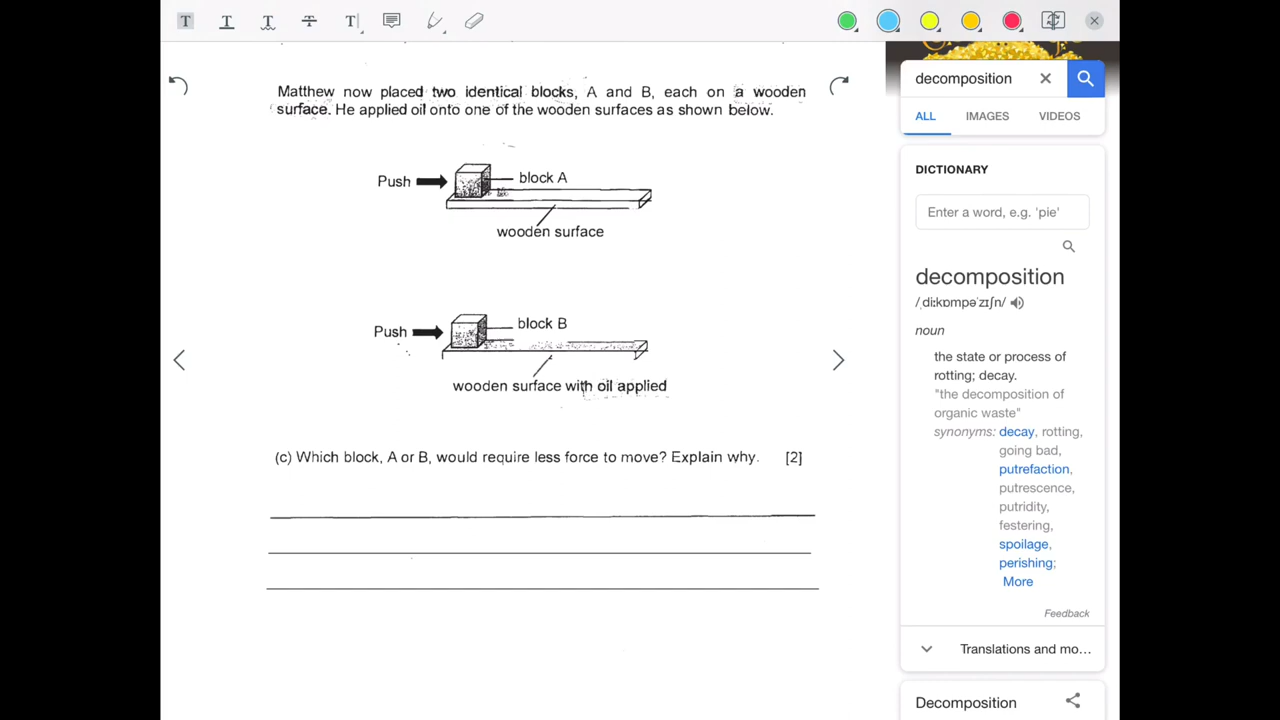 T T T T T
decomposition
ALL IMAGES VIDEOS
Matthew now placed two identical blocks, A and B, each on a wooden
surface. He applied oil onto one of the wooden surfaces as shown below.
Push
block A
wooden surface
Push
block B
wooden surface with oil applied
(c) Which block, A or B, would require less force to move? Explain why. [2]
DICTIONARY
Enter a word, e.g. 'pie'
decomposition
/ˌdiːkɒmpəˈzɪʃn/
noun
the state or process of
rotting; decay.
"the decomposition of
organic waste"
synonyms: decay, rotting,
going bad,
putrefaction,
putrescence,
putridity,
festering,
spoilage,
perishing;
More
Feedback
Translations and mo...
Decomposition